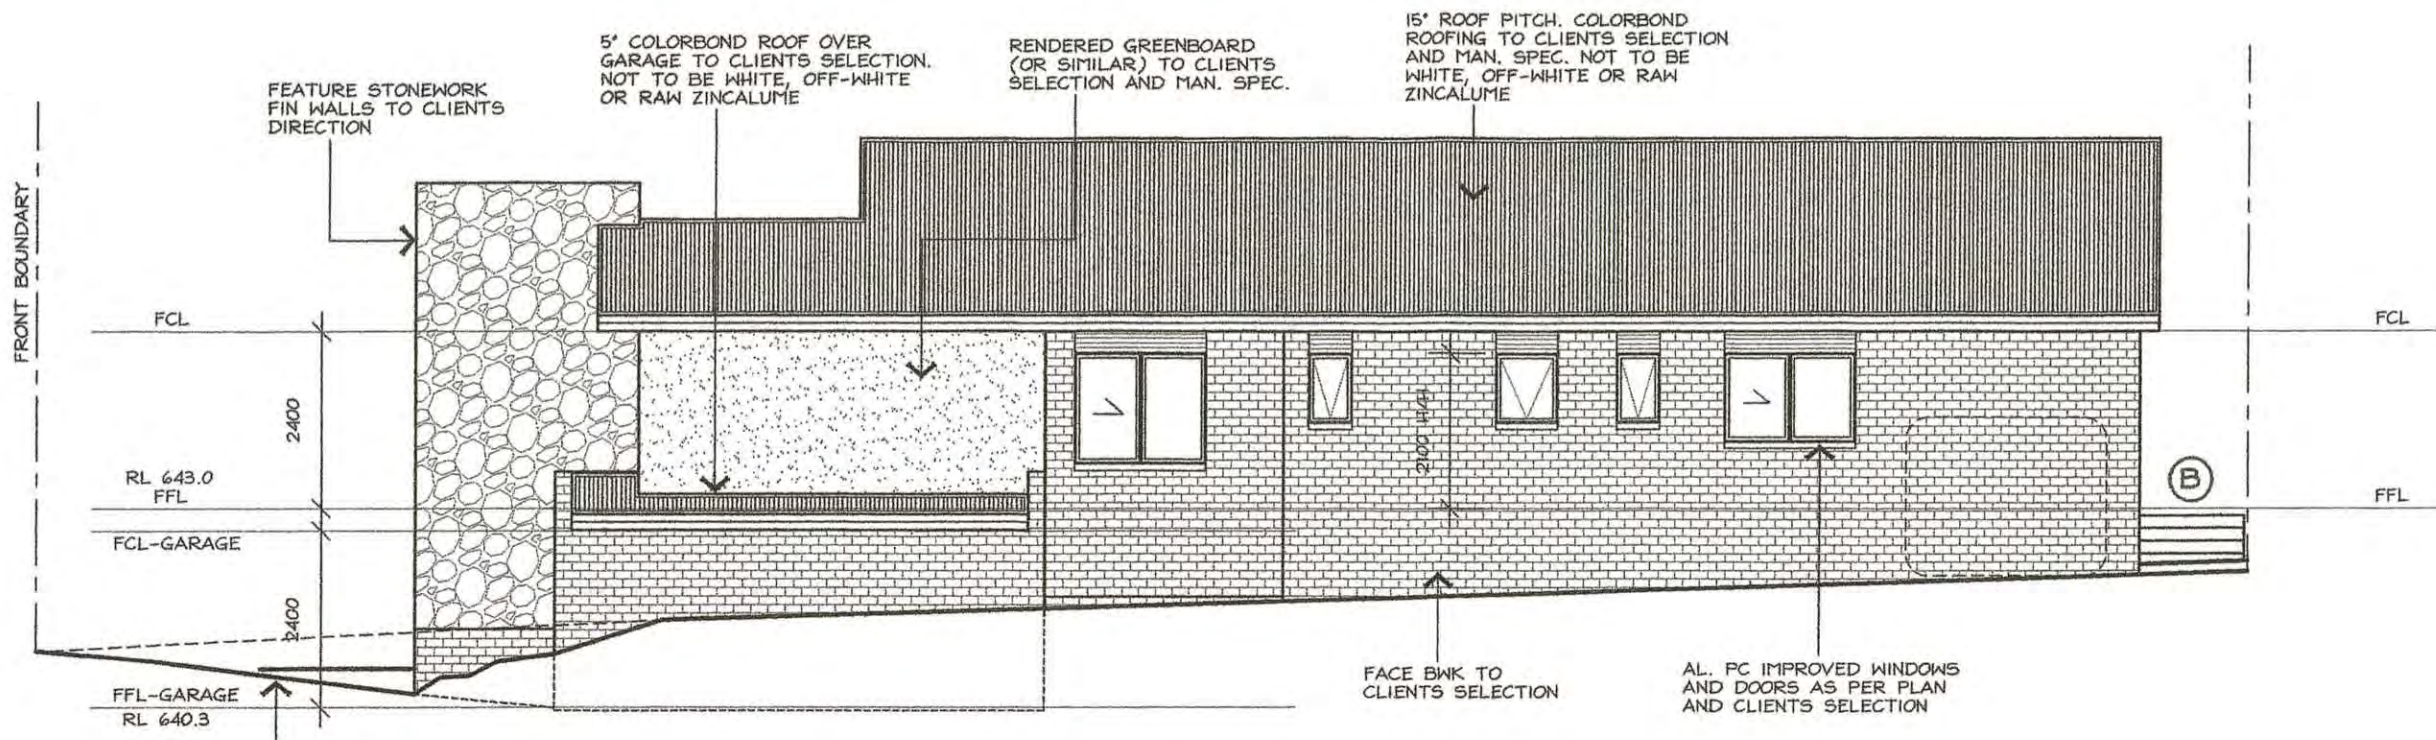 15° ROOF PITCH. COLORBOND
ROOFING TO CLIENTS SELECTION
AND MAN. SPEC. NOT TO BE
WHITE, OFF-WHITE OR RAW
ZINCALUME
5° COLORBOND ROOF OVER
GARAGE TO CLIENTS SELECTION.
NOT TO BE WHITE, OFF-WHITE
OR RAW ZINCALUME
RENDERED GREENBOARD
(OR SIMILAR) TO CLIENTS
SELECTION AND MAN. SPEC.
FEATURE STONEWORK
FIN WALLS TO CLIENTS
DIRECTION
FRONT BOUNDARY
FCL
FCL
2400
2100 H4H
RL 643.0
FFL
B
FFL
FCL-GARAGE
2400
FFL-GARAGE
RL 640.3
FACE BWK TO
CLIENTS SELECTION
AL. PC IMPROVED WINDOWS
AND DOORS AS PER PLAN
AND CLIENTS SELECTION